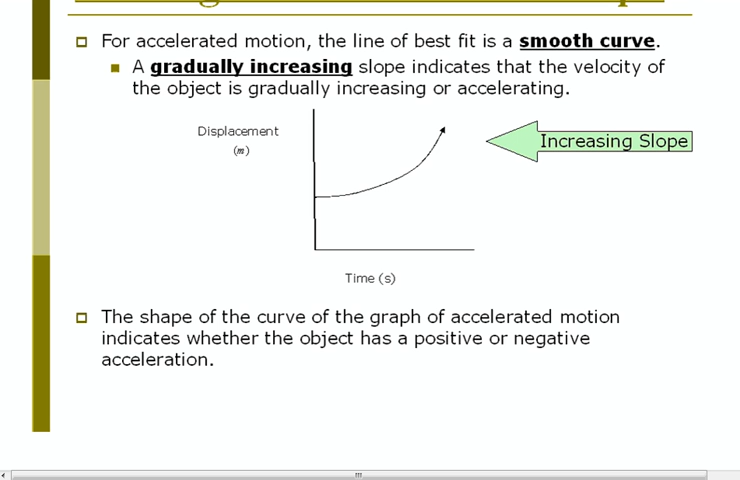 For accelerated motion, the line of best fit is a smooth curve.
A gradually increasing slope indicates that the velocity of
the object is gradually increasing or accelerating.
Displacement
(m)
Increasing Slope
Time (s)
The shape of the curve of the graph of accelerated motion
indicates whether the object has a positive or negative
acceleration.